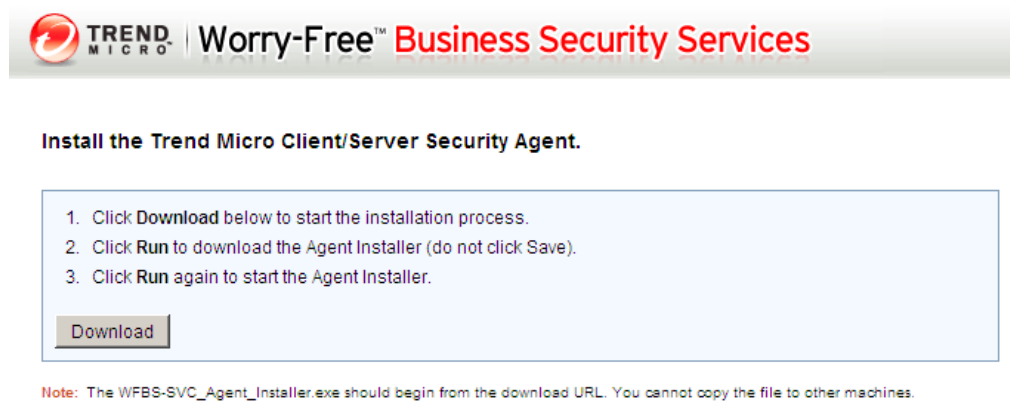 TREND MICRO Worry-Free™ Business Security Services
Install the Trend Micro Client/Server Security Agent.
1. Click Download below to start the installation process.
2. Click Run to download the Agent Installer (do not click Save).
3. Click Run again to start the Agent Installer.
Download
Note: The WFBS-SVC_Agent_Installer.exe should begin from the download URL. You cannot copy the file to other machines.